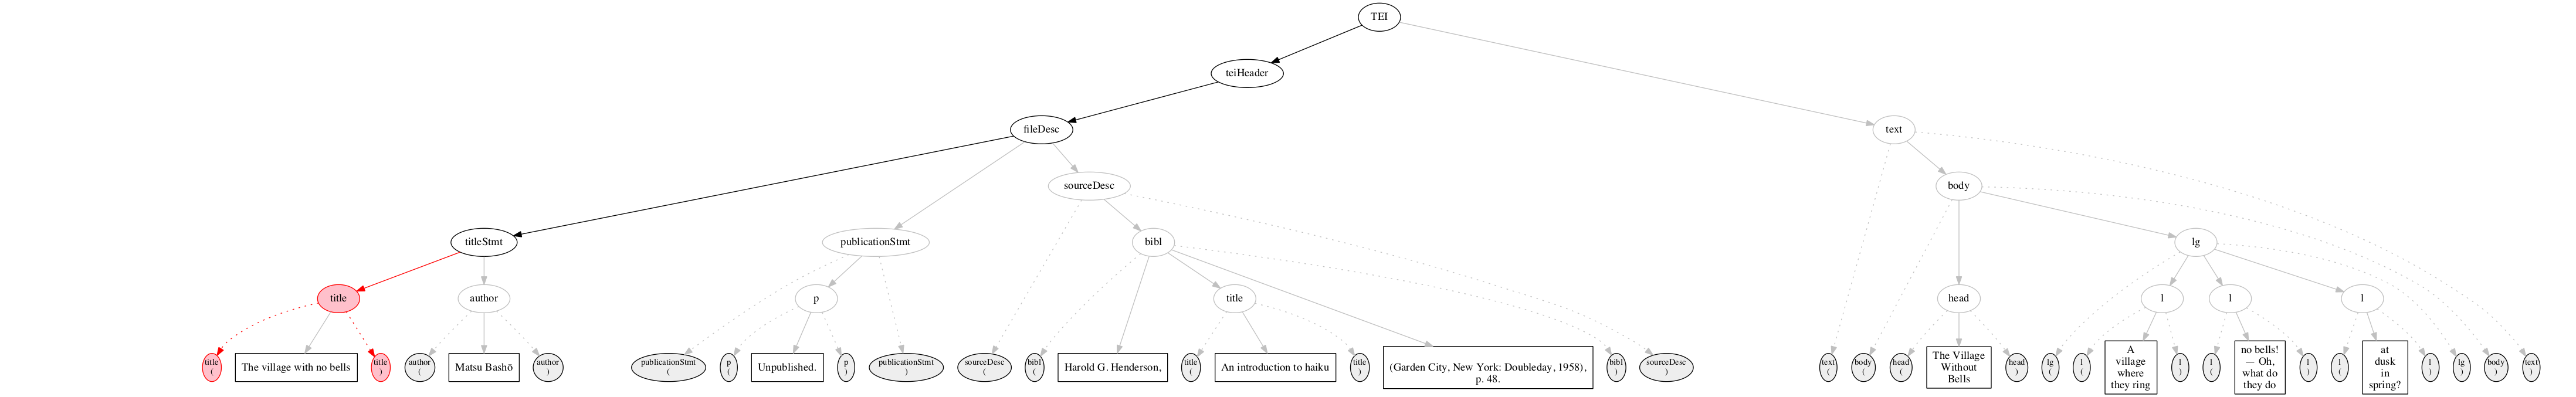 TEI
teiHeader
fileDesc
text
sourceDesc
body
titleStmt
publicationStmt
bibl
lg
title
author
p
title
head
l
l
l
title
(
The village with no bells
title
)
author
(
Matsu Bashō
author
)
publicationStmt
(
p
(
Unpublished.
p
)
publicationStmt
)
sourceDesc
(
bibl
(
Harold G. Henderson,
title
(
An introduction to haiku
title
)
(Garden City, New York: Doubleday, 1958),
p. 48.
bibl
)
sourceDesc
)
text
(
body
(
head
(
The Village
Without
Bells
head
)
lg
(
l
(
A
village
where
they ring
l
)
l
(
no bells!
— Oh,
what do
they do
l
)
l
(
at
dusk
in
spring?
l
)
lg
)
body
)
text
)